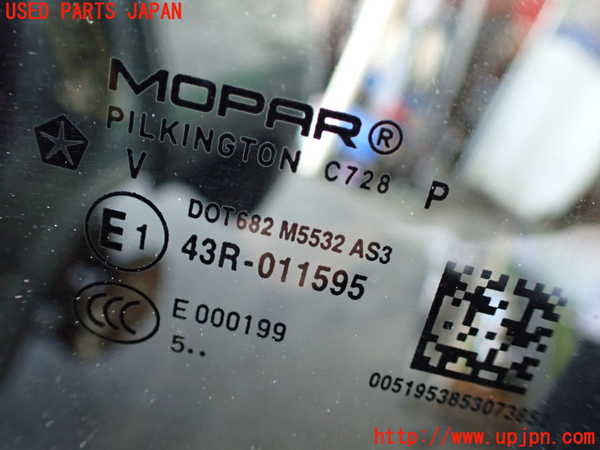 USED PARTS JAPAN
MOPAR®
PILKINGTON C728 P
V
E1
DOT682 M5532 AS3
43R-011595
CCC
E 000199
5..
http://www.upjpn.com/